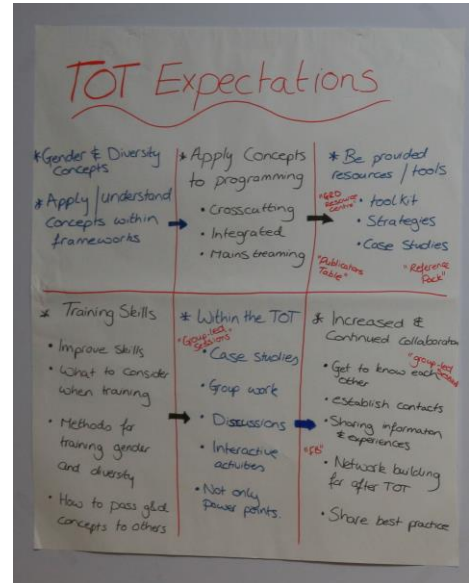 TOT Expectations
* Gender & Diversity
Concepts
* Apply/understand
Concepts within
frameworks
* Apply Concepts
to programming
• Crosscutting
• Integrated
• Mainstreaming
* Be provided
resources / tools
"G&D
Resource
centre"
• toolkit
• Strategies
• Case Studies
"Publications
Table"
"Reference
Pack"
* Training Skills
• Improve Skills
• What to consider
when training
• Methods for
training gender
and diversity
• How to pass g&d
concepts to others
* Within the TOT
"Group-led
Sessions"
• Case studies
• Group work
• Discussions
• Interactive
activities
• Not only
power points.
* Increased &
Continued collaboration
"group-led
• Get to know each
other
• establish contacts
• Sharing information
& experiences
"FB"
• Network building
for after TOT
• Share best practice